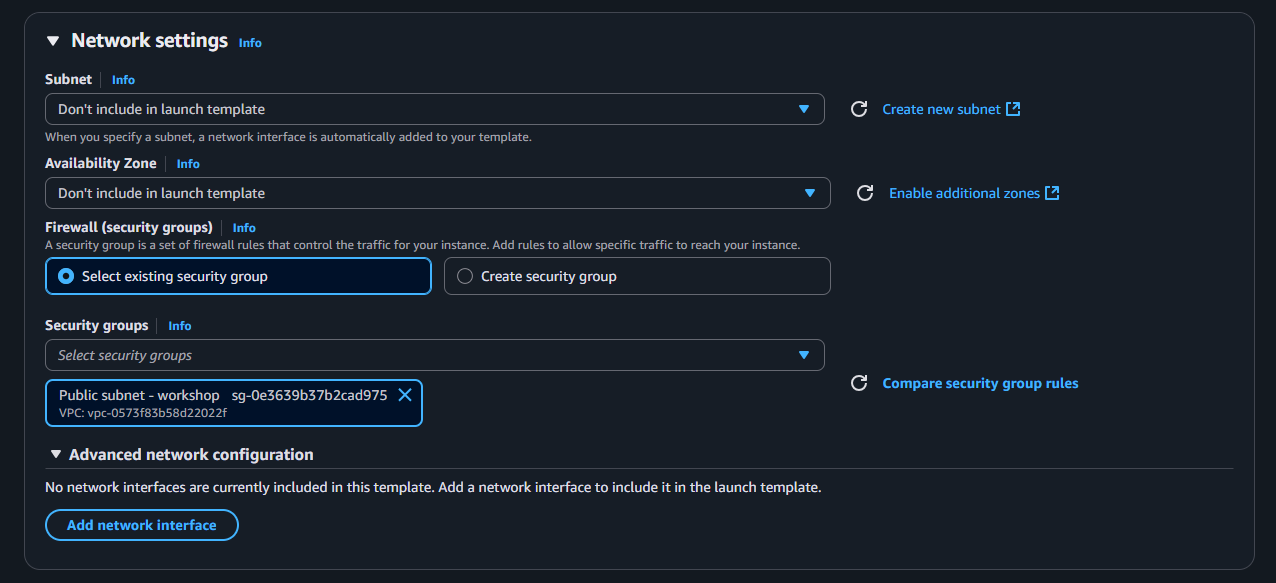 Network settings Info
Subnet Info
Don't include in launch template
Create new subnet
When you specify a subnet, a network interface is automatically added to your template.
Availability Zone Info
Don't include in launch template
Enable additional zones
Firewall (security groups) Info
A security group is a set of firewall rules that control the traffic for your instance. Add rules to allow specific traffic to reach your instance.
Select existing security group
Create security group
Security groups Info
Select security groups
Public subnet - workshop sg-0e3639b37b2cad975
VPC: vpc-0573f83b58d22022f
Compare security group rules
Advanced network configuration
No network interfaces are currently included in this template. Add a network interface to include it in the launch template.
Add network interface